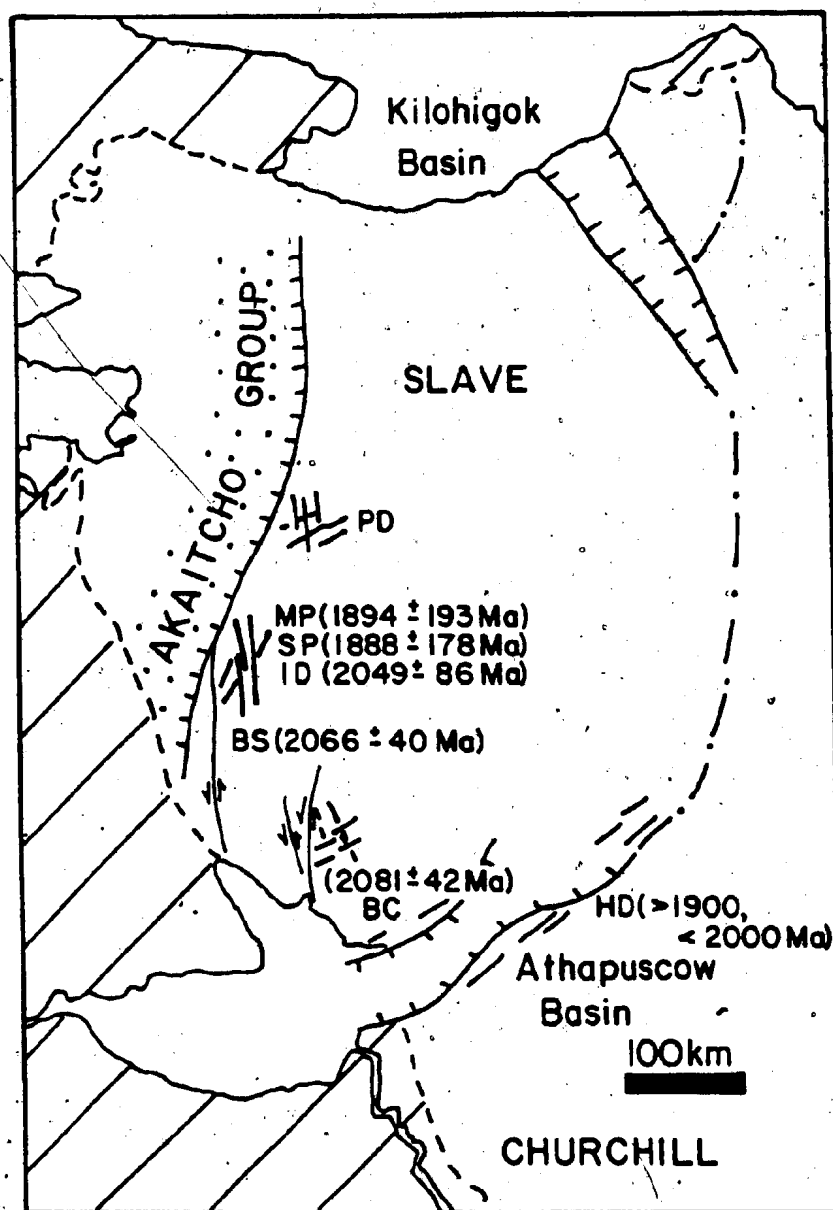 Kilohigok
Basin
SLAVE
AKAITCHO GROUP
PD
MP(1894 ± 193 Ma)
SP(1888 ± 178 Ma)
ID (2049 ± 86 Ma)
BS(2066 ± 40 Ma)
(2081 ± 42 Ma)
BC
HD(>1900,
< 2000 Ma)
Athapuscow
Basin
100km
CHURCHILL